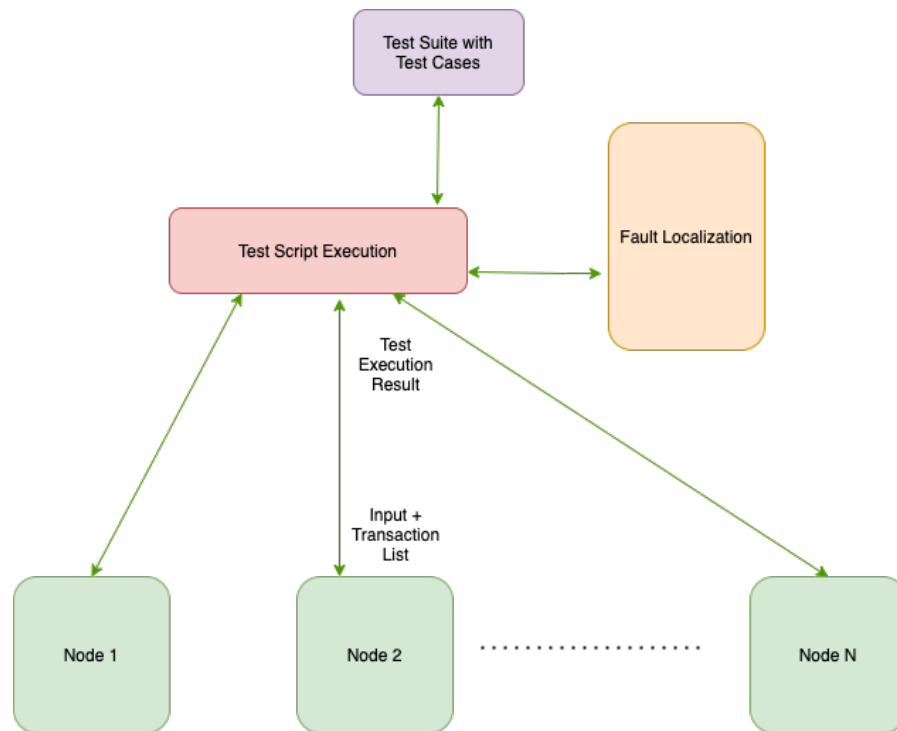 Test Suite with
Test Cases
Fault Localization
Test Script Execution
Test
Execution
Result
Input +
Transaction
List
Node 1
Node 2
Node N